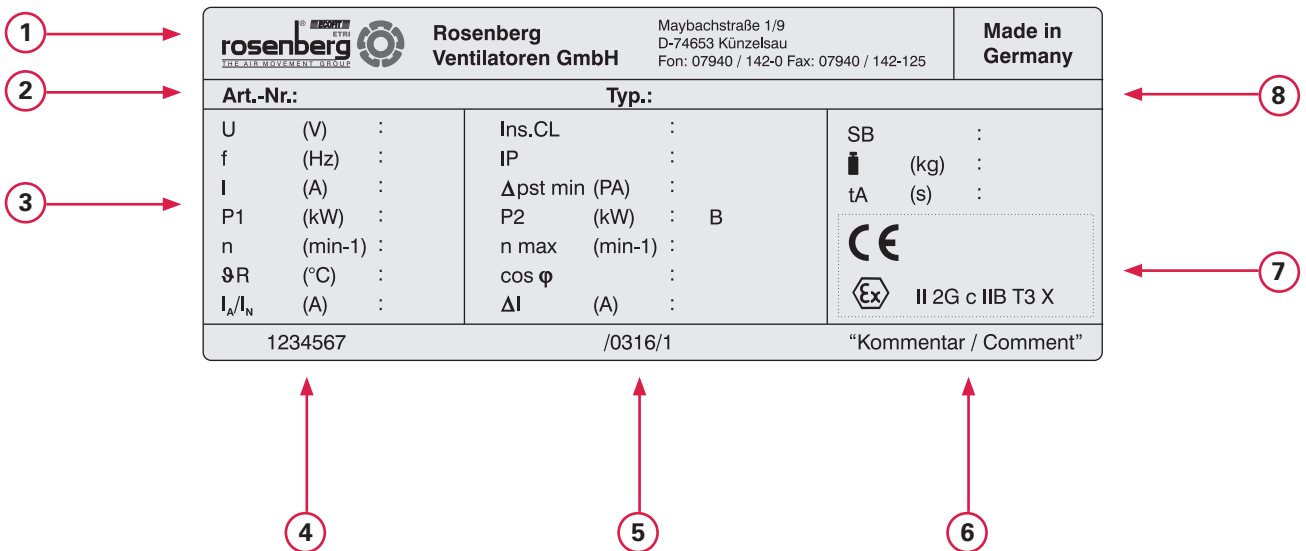 1
® ECOFIT
ETRI
rosenberg
THE AIR MOVEMENT GROUP
Rosenberg
Ventilatoren GmbH
Maybachstraße 1/9
D-74653 Künzelsau
Fon: 07940 / 142-0 Fax: 07940 / 142-125
Made in
Germany
2
Art.-Nr.: Typ.:
8
3
U (V) :
f (Hz) :
I (A) :
P1 (kW) :
n (min-1) :
ϑR (°C) :
IA/IN (A) :
Ins.CL :
IP :
Δpst min (PA) :
P2 (kW) : B
n max (min-1) :
cos φ :
ΔI (A) :
SB :
(kg) :
tA (s) :
CE
Ex II 2G c IIB T3 X
7
1234567 /0316/1 “Kommentar / Comment”
4 5 6